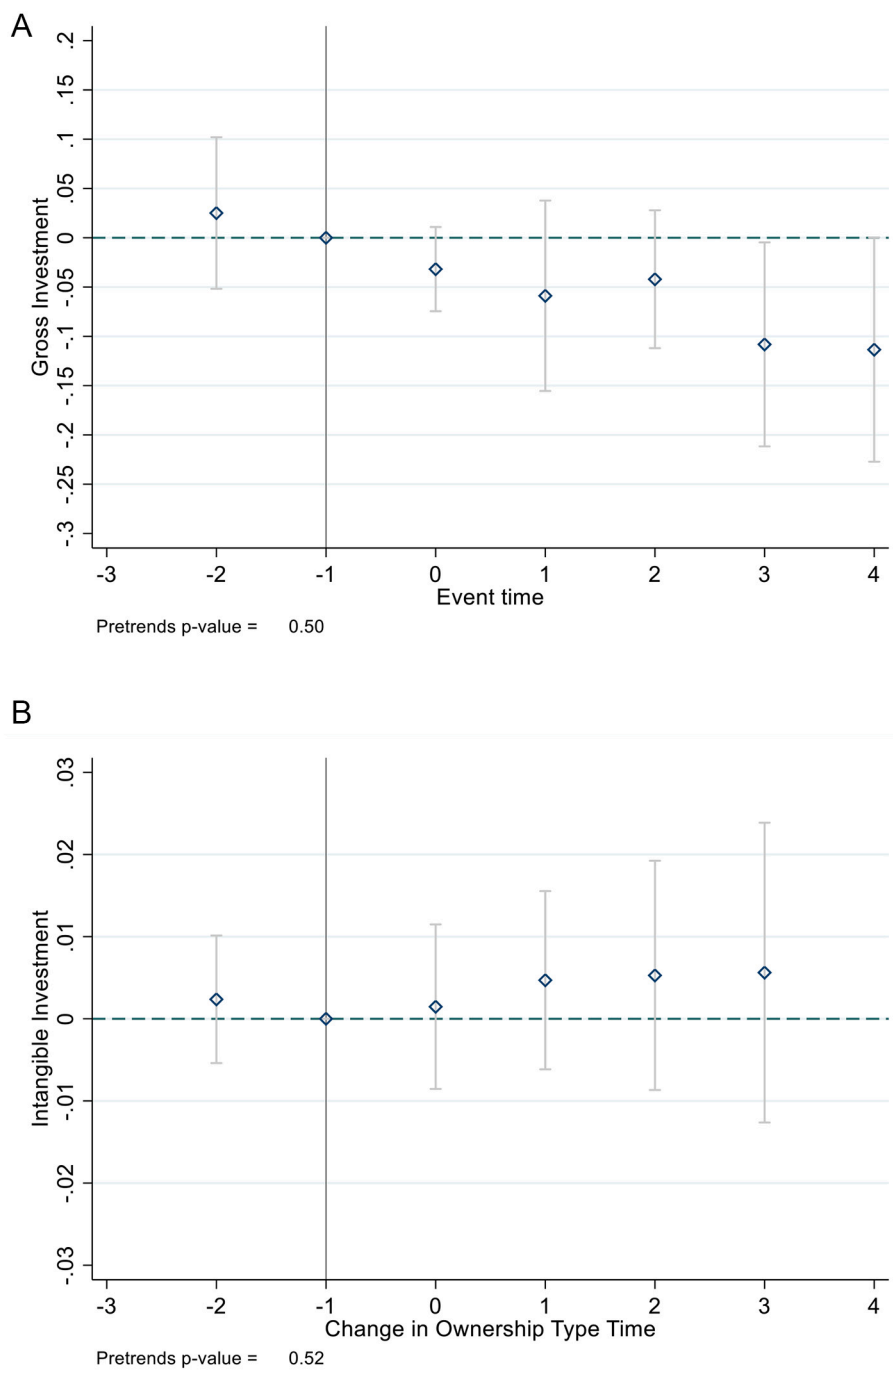 A
.2
.15
.1
.05
0
-.05
-.1
-.15
-.2
-.25
-.3
Gross Investment
-3 -2 -1 0 1 2 3 4
Event time
Pretrends p-value = 0.50
B
.03
.02
.01
0
-.01
-.02
-.03
Intangible Investment
-3 -2 -1 0 1 2 3 4
Change in Ownership Type Time
Pretrends p-value = 0.52